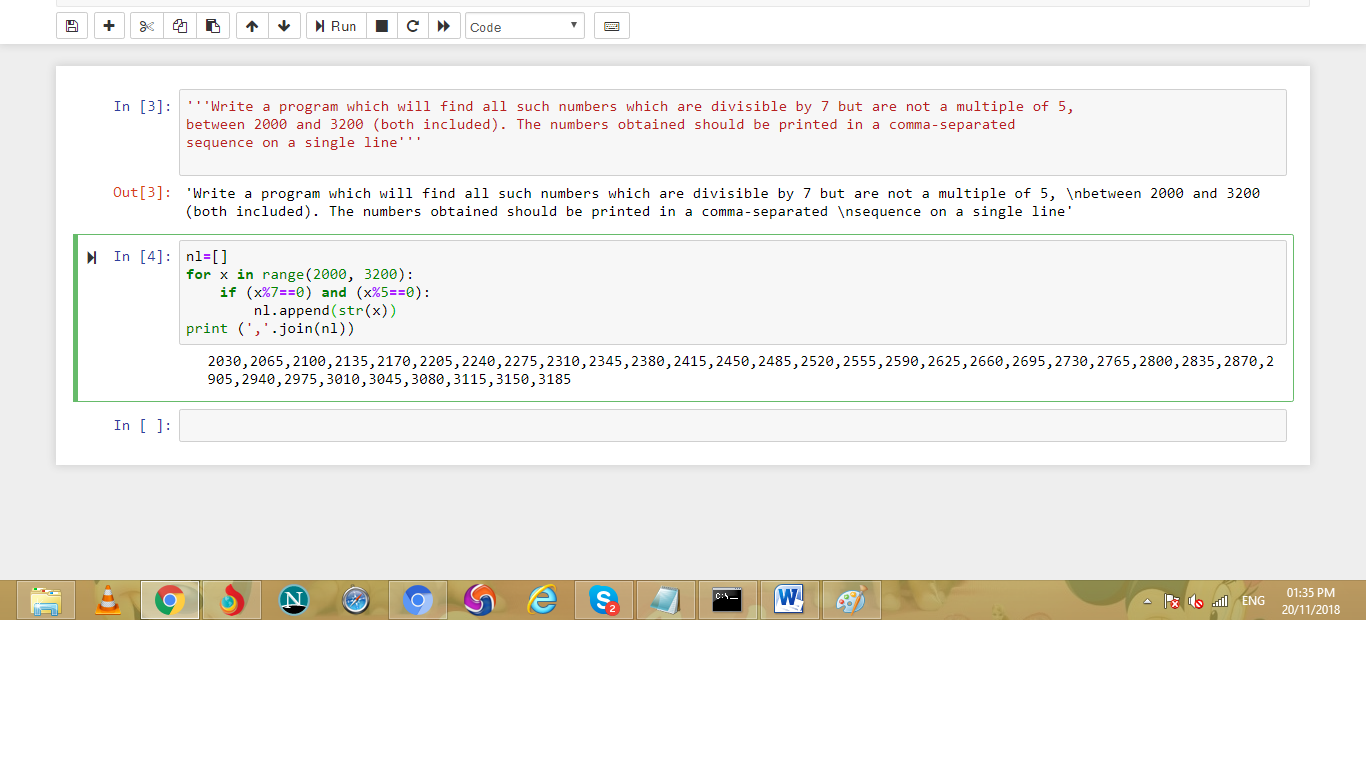 Run
Code
In [3]: '''Write a program which will find all such numbers which are divisible by 7 but are not a multiple of 5,
between 2000 and 3200 (both included). The numbers obtained should be printed in a comma-separated
sequence on a single line'''
Out[3]: 'Write a program which will find all such numbers which are divisible by 7 but are not a multiple of 5, \nbetween 2000 and 3200
(both included). The numbers obtained should be printed in a comma-separated \nsequence on a single line'
In [4]: nl=[]
for x in range(2000, 3200):
    if (x%7==0) and (x%5==0):
        nl.append(str(x))
print (','.join(nl))
2030,2065,2100,2135,2170,2205,2240,2275,2310,2345,2380,2415,2450,2485,2520,2555,2590,2625,2660,2695,2730,2765,2800,2835,2870,2
905,2940,2975,3010,3045,3080,3115,3150,3185
In [ ]:
N
S 2
C:\_
W
ENG
01:35 PM
20/11/2018